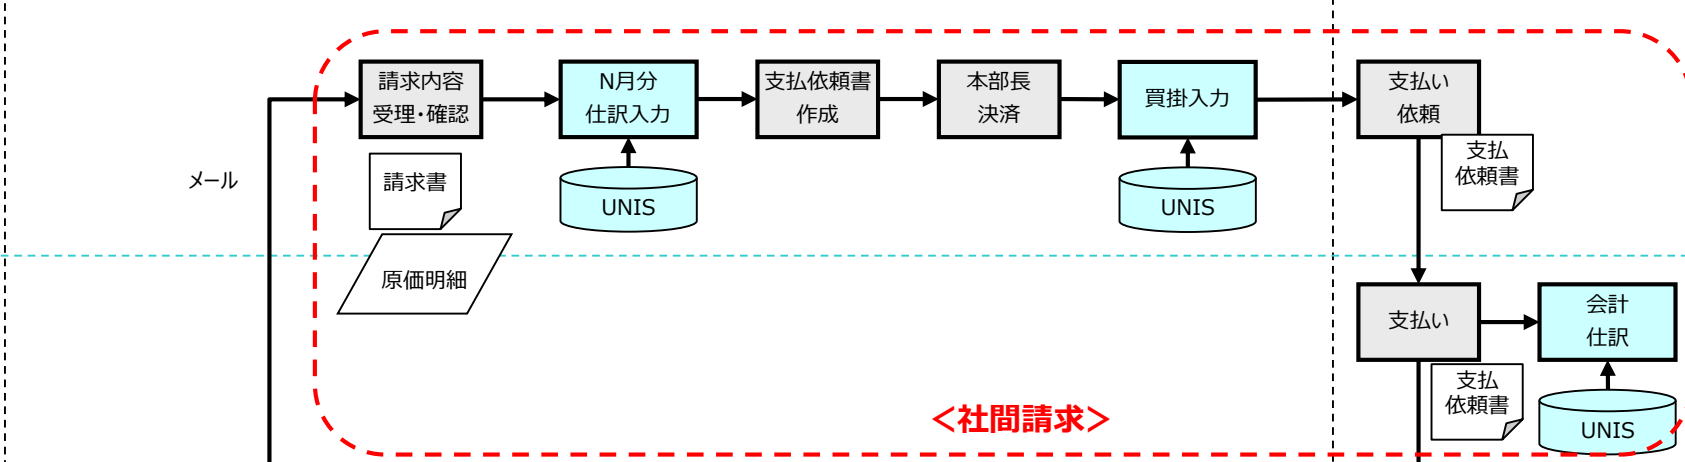 請求内容
受理・確認
N月分
仕訳入力
支払依頼書
作成
本部長
決済
買掛入力
支払い
依頼
支払
依頼書
メール
請求書
UNIS
UNIS
原価明細
支払い
会計
仕訳
支払
依頼書
UNIS
＜社間請求＞